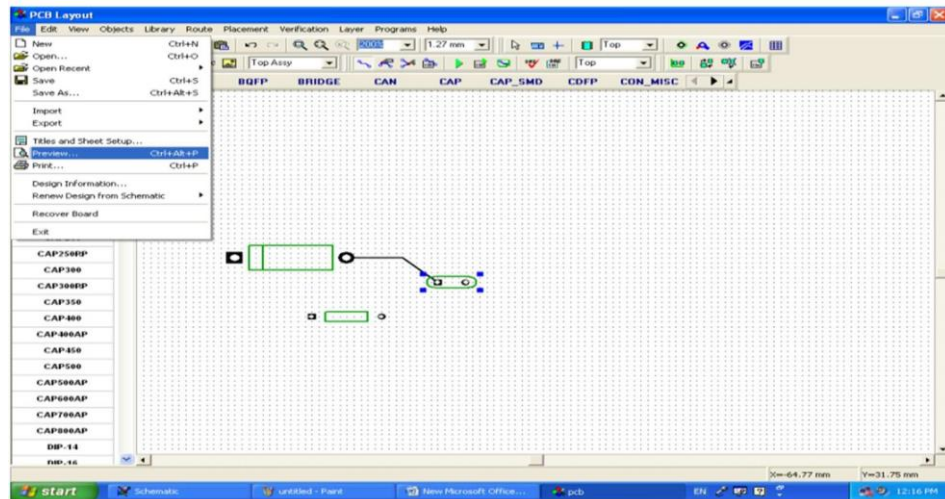 PCB Layout
File Edit View Objects Library Route Placement Verification Layer Programs Help
New Ctrl+N
200% 1.27 mm Top
Open... Ctrl+O
Open Recent
Top Assy Top
Save Ctrl+S
BQFP BRIDGE CAN CAP CAP_SMD CDFP CON_MISC
Save As... Ctrl+Alt+S
Import
Export
Titles and Sheet Setup...
Preview... Ctrl+Alt+P
Print... Ctrl+P
Design Information...
Renew Design from Schematic
Recover Board
Exit
CAP250RP
CAP300
CAP300RP
CAP350
CAP400
CAP400AP
CAP450
CAP500
CAP500AP
CAP600AP
CAP700AP
CAP800AP
DIP-14
DIP-16
X=-64.77 mm Y=31.75 mm
start Schematic untitled - Paint New Microsoft Office... pcb EN 12:16 PM